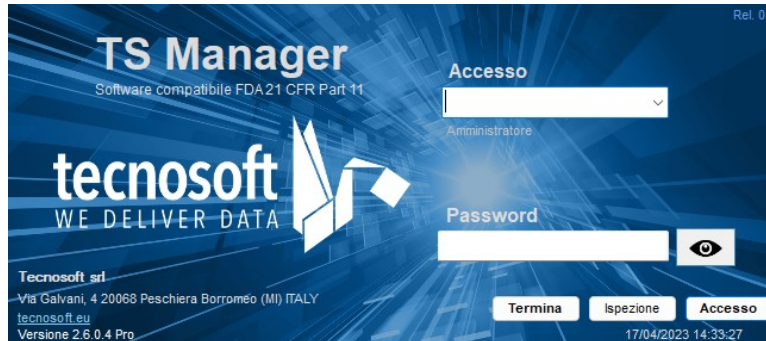 Rel. 0
TS Manager
Software compatibile FDA 21 CFR Part 11
Accesso
Amministratore
tecnosoft
WE DELIVER DATA
Password
Tecnosoft srl
Via Galvani, 4 20068 Peschiera Borromeo (MI) ITALY
tecnosoft.eu
Versione 2.6.0.4 Pro
Termina
Ispezione
Accesso
17/04/2023 14:33:27